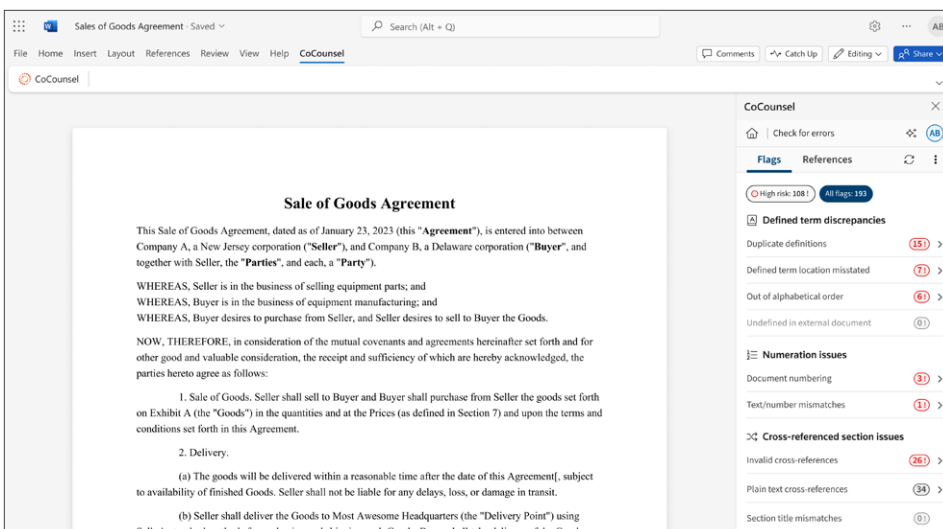 Sales of Goods Agreement · Saved
Search (Alt + Q)
AB
File Home Insert Layout References Review View Help CoCounsel
Comments Catch Up Editing Share
CoCounsel
CoCounsel
Check for errors
AB
Flags References
High risk: 108 ! All flags: 193
Defined term discrepancies
Duplicate definitions 15 !
Defined term location misstated 7 !
Out of alphabetical order 6 !
Undefined in external document 0 !
Numeration issues
Document numbering 3 !
Text/number mismatches 1 !
Cross-referenced section issues
Invalid cross-references 26 !
Plain text cross-references 34
Section title mismatches 0 !
Sale of Goods Agreement
This Sale of Goods Agreement, dated as of January 23, 2023 (this "Agreement"), is entered into between
Company A, a New Jersey corporation ("Seller"), and Company B, a Delaware corporation ("Buyer", and
together with Seller, the "Parties", and each, a "Party").
WHEREAS, Seller is in the business of selling equipment parts; and
WHEREAS, Buyer is in the business of equipment manufacturing; and
WHEREAS, Buyer desires to purchase from Seller, and Seller desires to sell to Buyer the Goods.
NOW, THEREFORE, in consideration of the mutual covenants and agreements hereinafter set forth and for
other good and valuable consideration, the receipt and sufficiency of which are hereby acknowledged, the
parties hereto agree as follows:
1. Sale of Goods. Seller shall sell to Buyer and Buyer shall purchase from Seller the goods set forth
on Exhibit A (the "Goods") in the quantities and at the Prices (as defined in Section 7) and upon the terms and
conditions set forth in this Agreement.
2. Delivery.
(a) The goods will be delivered within a reasonable time after the date of this Agreement[, subject
to availability of finished Goods. Seller shall not be liable for any delays, loss, or damage in transit.
(b) Seller shall deliver the Goods to Most Awesome Headquarters (the "Delivery Point") using